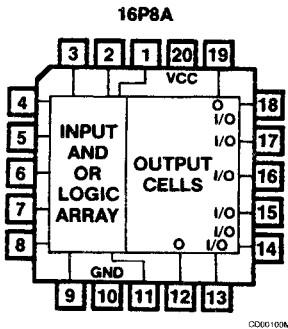 16P8A
3 2 1 20 19
VCC
4 O 18
I/O
5 INPUT I/O 17
AND
OR OUTPUT
6 LOGIC CELLS I/O 16
ARRAY
7 I/O 15
I/O
8 O I/O 14
GND
9 10 11 12 13
CD00100M